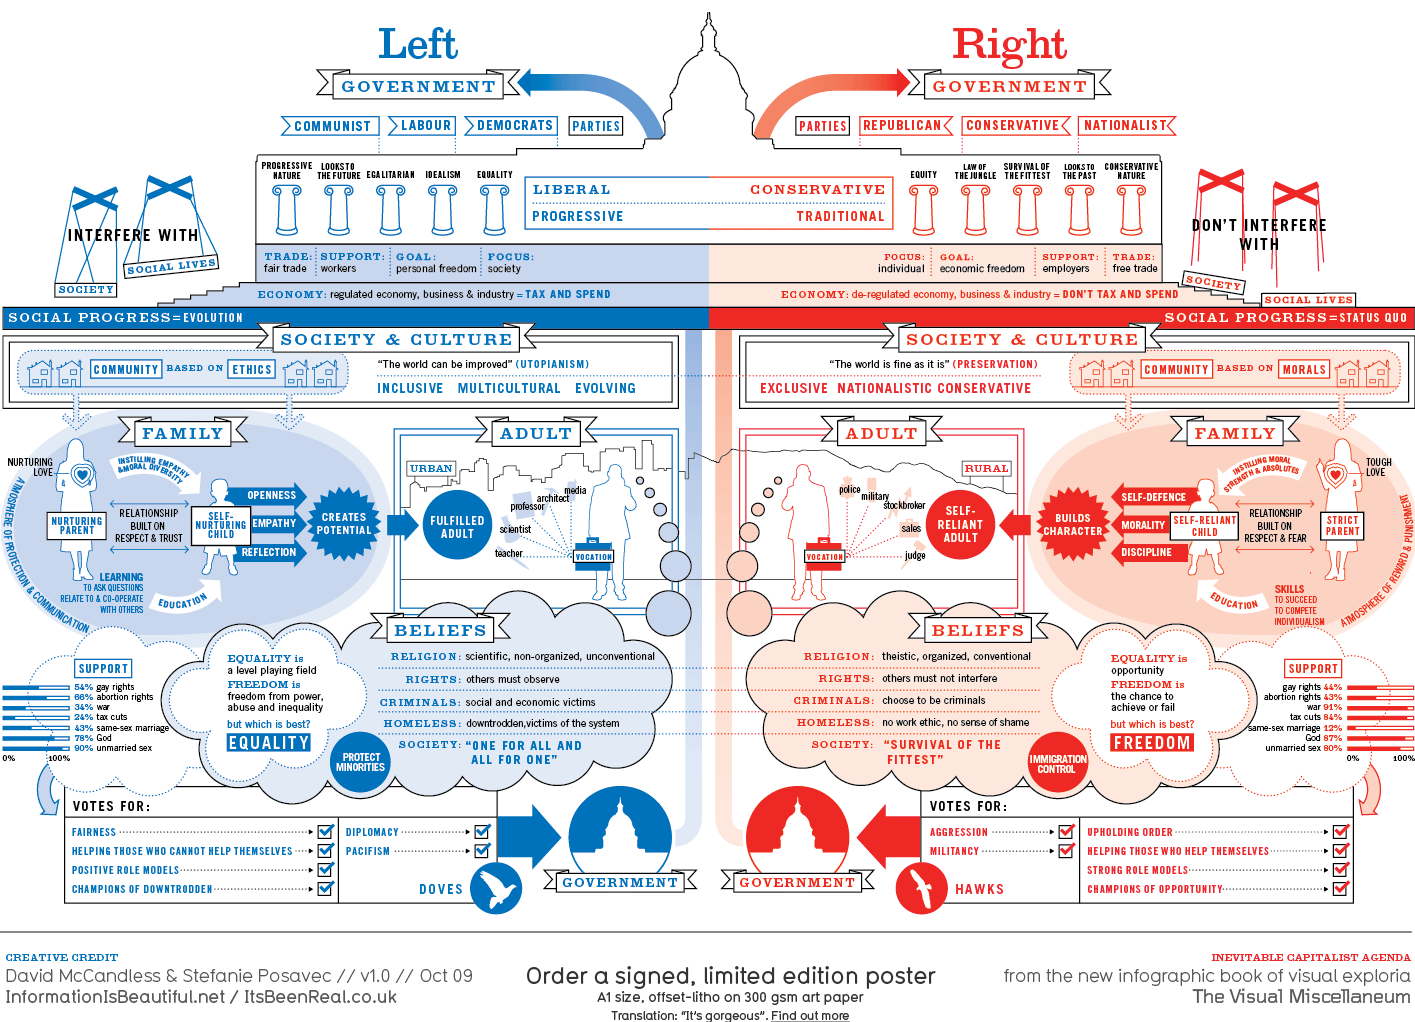 Left
Right
GOVERNMENT
GOVERNMENT
COMMUNIST
LABOUR
DEMOCRATS
PARTIES
PARTIES
REPUBLICAN
CONSERVATIVE
NATIONALIST
PROGRESSIVE
NATURE
LOOKS TO
THE FUTURE
EGALITARIAN
IDEALISM
EQUALITY
LIBERAL
CONSERVATIVE
PROGRESSIVE
TRADITIONAL
EQUITY
LAW OF
THE JUNGLE
SURVIVAL OF
THE FITTEST
LOOKS TO
THE PAST
CONSERVATIVE
NATURE
INTERFERE WITH
SOCIETY
SOCIAL LIVES
DON'T INTERFERE
WITH
SOCIETY
SOCIAL LIVES
TRADE:
fair trade
SUPPORT:
workers
GOAL:
personal freedom
FOCUS:
society
FOCUS:
individual
GOAL:
economic freedom
SUPPORT:
employers
TRADE:
free trade
ECONOMY: regulated economy, business & industry = TAX AND SPEND
ECONOMY: de-regulated economy, business & industry = DON'T TAX AND SPEND
SOCIAL PROGRESS = EVOLUTION
SOCIAL PROGRESS = STATUS QUO
SOCIETY & CULTURE
COMMUNITY BASED ON ETHICS
"The world can be improved" (UTOPIANISM)
INCLUSIVE MULTICULTURAL EVOLVING
SOCIETY & CULTURE
"The world is fine as it is" (PRESERVATION)
EXCLUSIVE NATIONALISTIC CONSERVATIVE
COMMUNITY BASED ON MORALS
FAMILY
NURTURING
LOVE
INSTILLING EMPATHY
& MORAL DIVERSITY
NURTURING
PARENT
RELATIONSHIP
BUILT ON
RESPECT & TRUST
SELF-
NURTURING
CHILD
OPENNESS
EMPATHY
REFLECTION
CREATES
POTENTIAL
LEARNING
TO ASK QUESTIONS
RELATE TO & CO-OPERATE
WITH OTHERS
EDUCATION
ATMOSPHERE OF PROTECTION & COMMUNICATION
ADULT
URBAN
FULFILLED
ADULT
media
architect
professor
scientist
teacher
VOCATION
ADULT
RURAL
police
military
stockbroker
sales
judge
VOCATION
SELF-
RELIANT
ADULT
FAMILY
TOUGH
LOVE
INSTILLING MORAL
STRENGTH & ABSOLUTES
BUILDS
CHARACTER
SELF-DEFENCE
MORALITY
DISCIPLINE
SELF-RELIANT
CHILD
RELATIONSHIP
BUILT ON
RESPECT & FEAR
STRICT
PARENT
EDUCATION
SKILLS
TO SUCCEED
TO COMPETE
INDIVIDUALISM
ATMOSPHERE OF REWARD & PUNISHMENT
SUPPORT
54% gay rights
66% abortion rights
34% war
24% tax cuts
43% same-sex marriage
78% God
90% unmarried sex
0% 100%
EQUALITY is
a level playing field
FREEDOM is
freedom from power,
abuse and inequality
but which is best?
EQUALITY
PROTECT
MINORITIES
BELIEFS
RELIGION: scientific, non-organized, unconventional
RIGHTS: others must observe
CRIMINALS: social and economic victims
HOMELESS: downtrodden, victims of the system
SOCIETY: "ONE FOR ALL AND
ALL FOR ONE"
BELIEFS
RELIGION: theistic, organized, conventional
RIGHTS: others must not interfere
CRIMINALS: choose to be criminals
HOMELESS: no work ethic, no sense of shame
SOCIETY: "SURVIVAL OF THE
FITTEST"
IMMIGRATION
CONTROL
EQUALITY is
opportunity
FREEDOM is
the chance to
achieve or fail
but which is best?
FREEDOM
SUPPORT
gay rights 44%
abortion rights 43%
war 91%
tax cuts 84%
same-sex marriage 12%
God 87%
unmarried sex 80%
0% 100%
VOTES FOR:
FAIRNESS
HELPING THOSE WHO CANNOT HELP THEMSELVES
POSITIVE ROLE MODELS
CHAMPIONS OF DOWNTRODDEN
DIPLOMACY
PACIFISM
DOVES
GOVERNMENT
GOVERNMENT
VOTES FOR:
AGGRESSION
MILITANCY
HAWKS
UPHOLDING ORDER
HELPING THOSE WHO HELP THEMSELVES
STRONG ROLE MODELS
CHAMPIONS OF OPPORTUNITY
CREATIVE CREDIT
David McCandless & Stefanie Posavec // v1.0 // Oct 09
InformationIsBeautiful.net / ItsBeenReal.co.uk
Order a signed, limited edition poster
A1 size, offset-litho on 300 gsm art paper
Translation: "It's gorgeous". Find out more
INEVITABLE CAPITALIST AGENDA
from the new infographic book of visual exploria
The Visual Miscellaneum